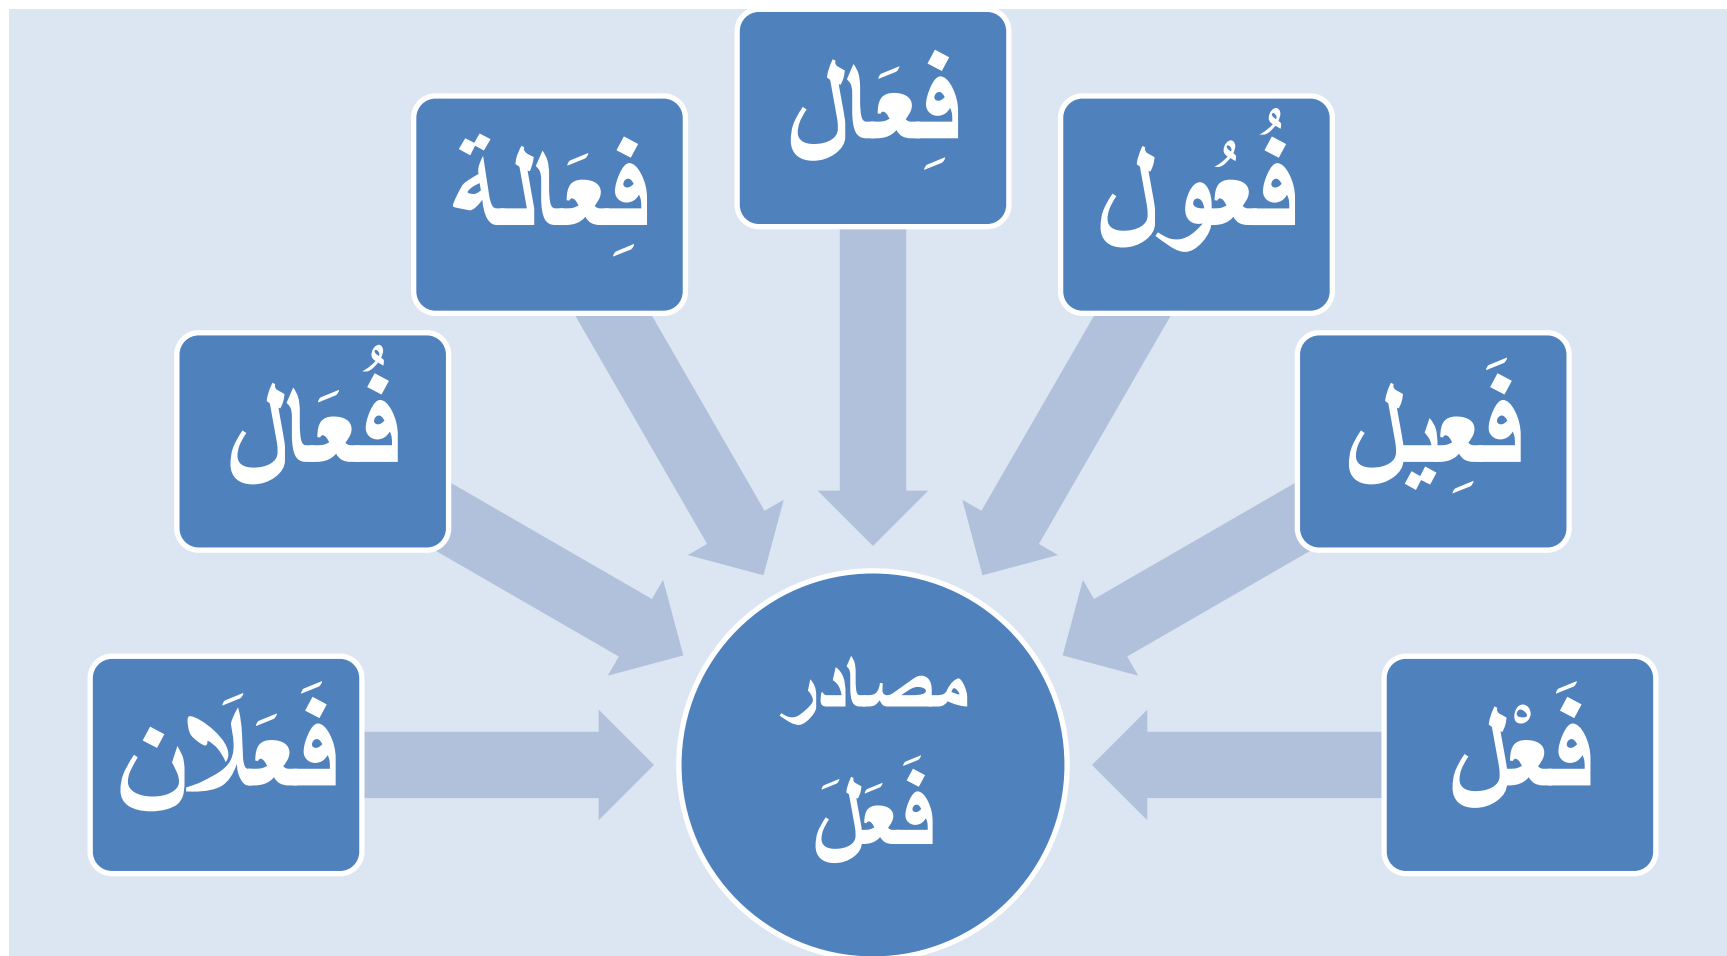 فِعَال
فُعُول
فِعَالة
فَعِيل
فُعَال
فَعْل
فَعَلَان
مصادر
فَعَلَ